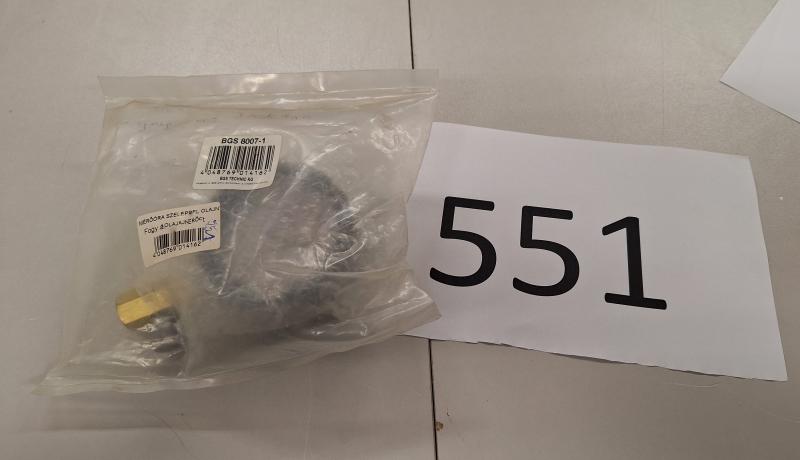 BGS 8007-1
4 048769 014162
BGS TECHNIC KG
MÉRŐÓRA SZELEPPEL OLAJN
Fogy
4 048769 014162
551